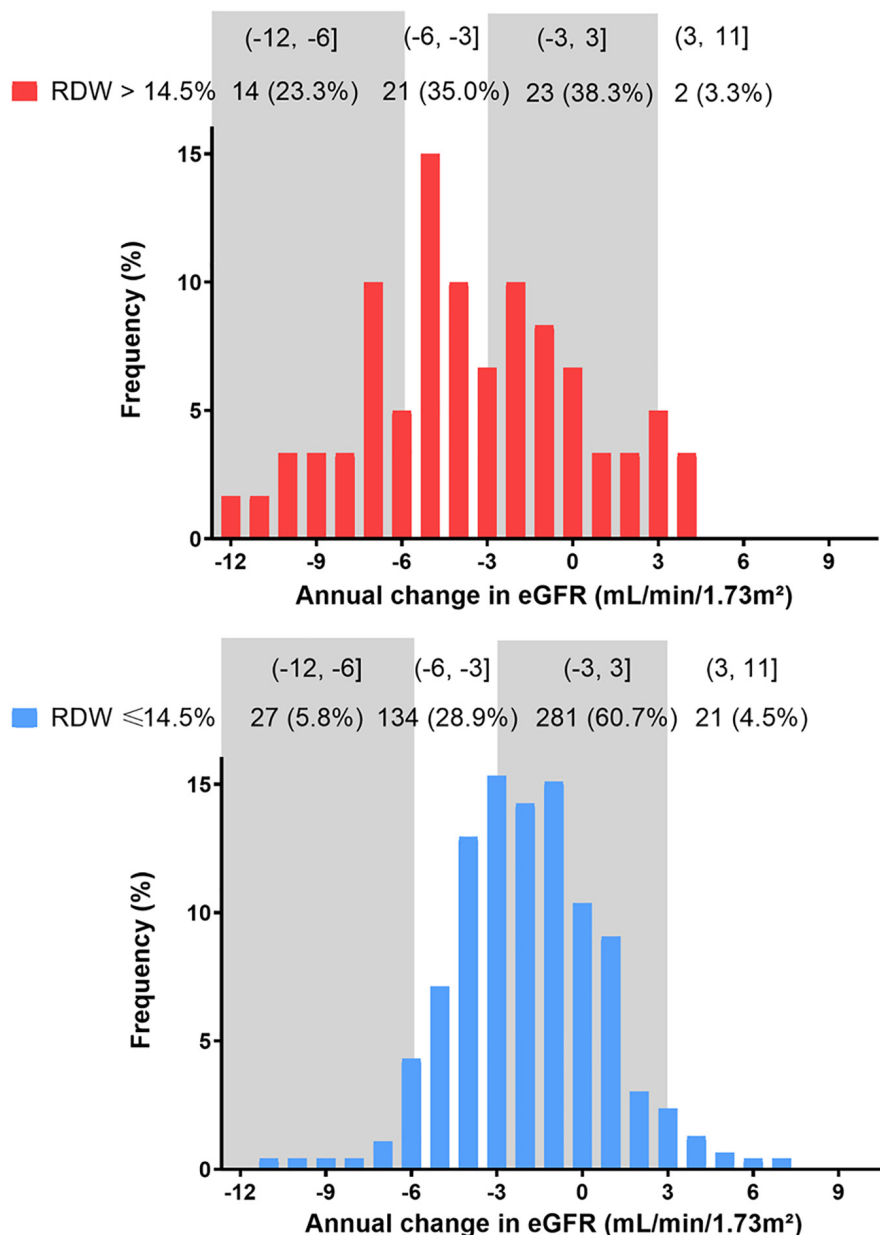 (-12, -6] (-6, -3] (-3, 3] (3, 11]
RDW > 14.5% 14 (23.3%) 21 (35.0%) 23 (38.3%) 2 (3.3%)
15
10
5
0
Frequency (%)
-12 -9 -6 -3 0 3 6 9
Annual change in eGFR (mL/min/1.73m²)
(-12, -6] (-6, -3] (-3, 3] (3, 11]
RDW ⩽14.5% 27 (5.8%) 134 (28.9%) 281 (60.7%) 21 (4.5%)
15
10
5
0
Frequency (%)
-12 -9 -6 -3 0 3 6 9
Annual change in eGFR (mL/min/1.73m²)